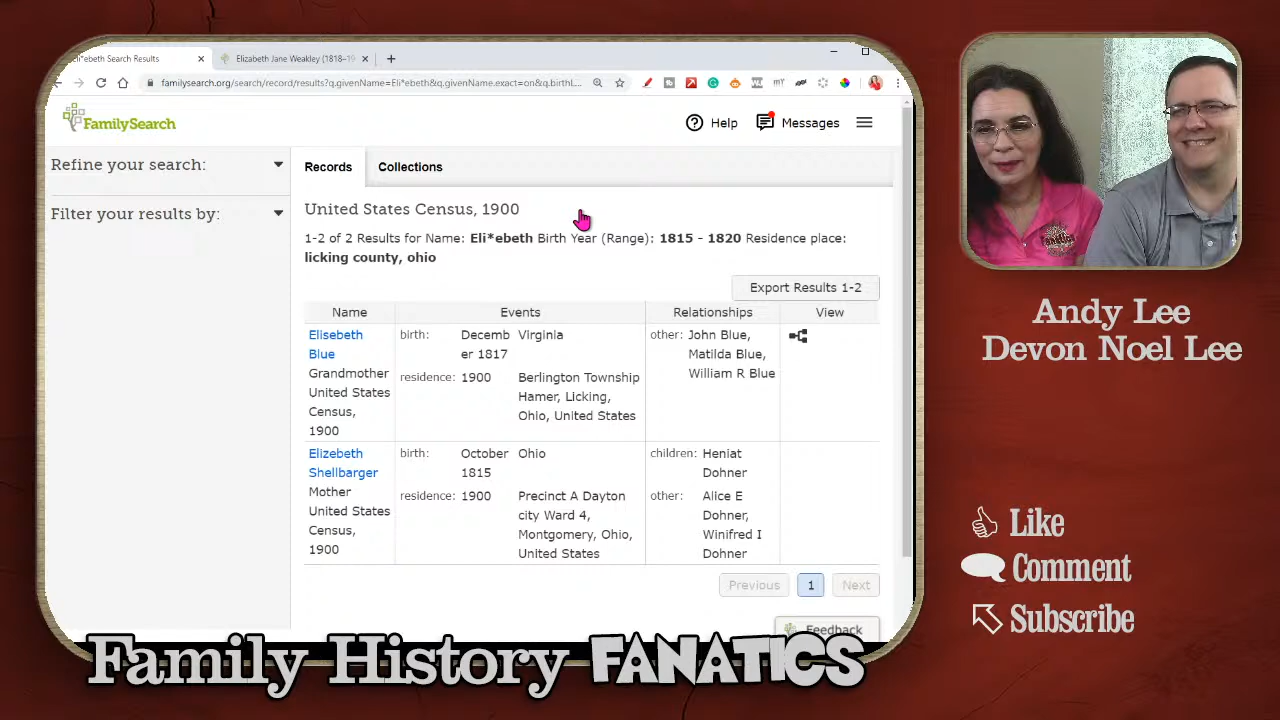 eli*ebeth Search Results
Elizabeth Jane Weakley (1818–19
familysearch.org/search/record/results?q.givenName=Eli*ebeth&q.givenName.exact=on&q.birthL...
FamilySearch
Help
Messages
Refine your search:
Filter your results by:
Records
Collections
United States Census, 1900
1-2 of 2 Results for Name: Eli*ebeth Birth Year (Range): 1815 - 1820 Residence place:
licking county, ohio
Export Results 1-2
Name Events Relationships View
Elisebeth
Blue
Grandmother
United States
Census,
1900
birth: Decemb
er 1817
Virginia
residence: 1900
Berlington Township
Hamer, Licking,
Ohio, United States
other: John Blue,
Matilda Blue,
William R Blue
Elizebeth
Shellbarger
Mother
United States
Census,
1900
birth: October
1815
Ohio
residence: 1900
Precinct A Dayton
city Ward 4,
Montgomery, Ohio,
United States
children: Heniat
Dohner
other: Alice E
Dohner,
Winifred I
Dohner
Previous 1 Next
Feedback
Family History FANATICS
Andy Lee
Devon Noel Lee
Like
Comment
Subscribe